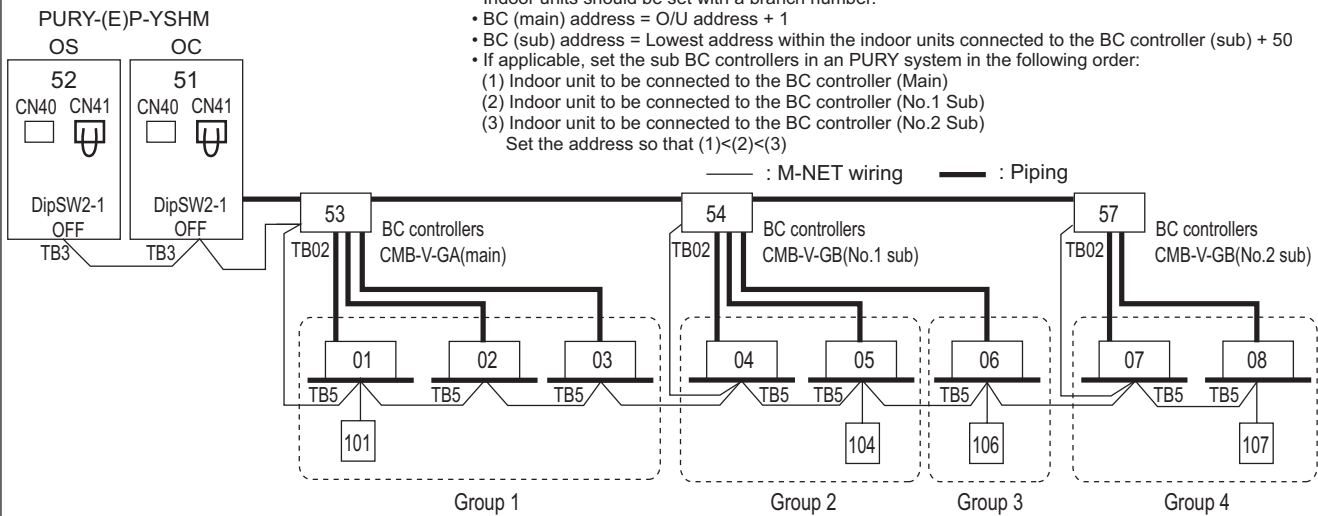 Indoor units should be set with a branch number.
• BC (main) address = O/U address + 1
• BC (sub) address = Lowest address within the indoor units connected to the BC controller (sub) + 50
• If applicable, set the sub BC controllers in an PURY system in the following order:
(1) Indoor unit to be connected to the BC controller (Main)
(2) Indoor unit to be connected to the BC controller (No.1 Sub)
(3) Indoor unit to be connected to the BC controller (No.2 Sub)
Set the address so that (1)<(2)<(3)
PURY-(E)P-YSHM
OS OC
52 51
CN40 CN41 CN40 CN41
DipSW2-1 DipSW2-1
OFF OFF
TB3 TB3
: M-NET wiring : Piping
53 54 57
TB02 TB02 TB02
BC controllers
CMB-V-GA(main)
BC controllers
CMB-V-GB(No.1 sub)
BC controllers
CMB-V-GB(No.2 sub)
01 02 03 04 05 06 07 08
TB5 TB5 TB5 TB5 TB5 TB5 TB5 TB5
101 104 106 107
Group 1 Group 2 Group 3 Group 4